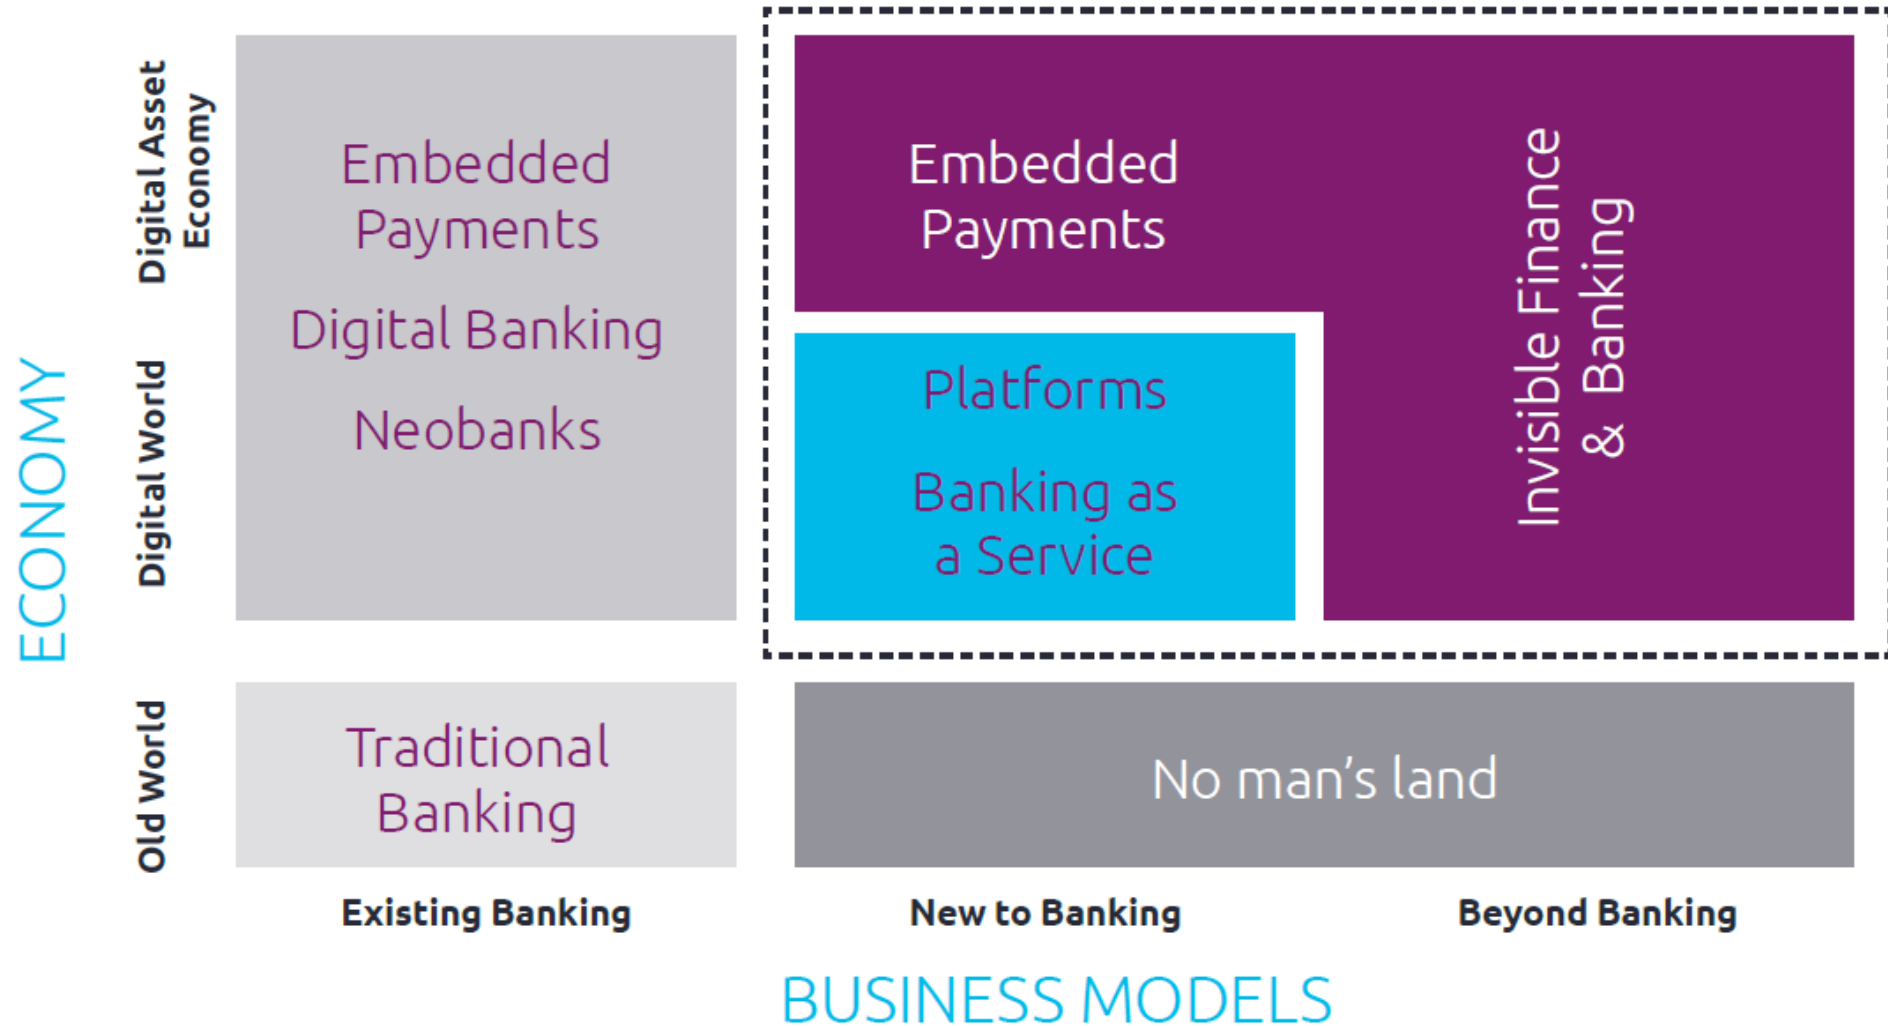 ECONOMY
Digital Asset
Economy
Digital World
Old World
Embedded
Payments
Digital Banking
Neobanks
Embedded
Payments
Platforms
Banking as
a Service
Invisible Finance
& Banking
Traditional
Banking
No man’s land
Existing Banking
New to Banking
Beyond Banking
BUSINESS MODELS